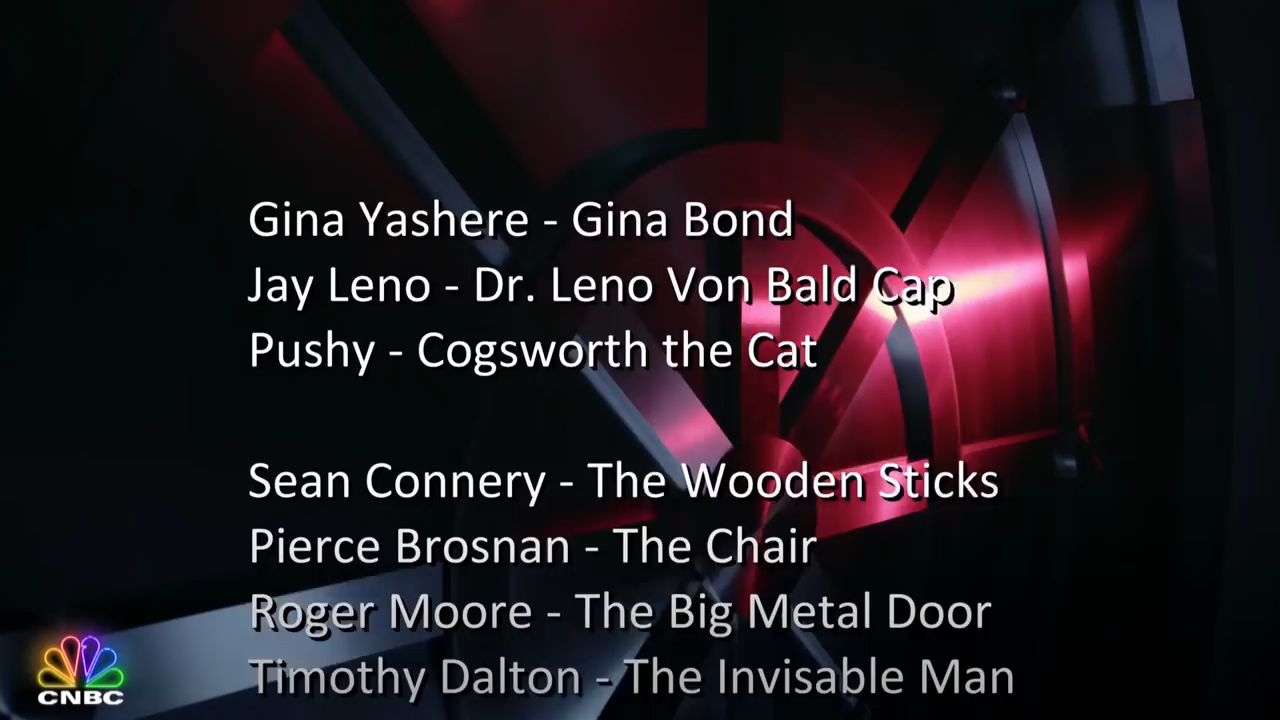 Gina Yashere - Gina Bond
Jay Leno - Dr. Leno Von Bald Cap
Pushy - Cogsworth the Cat
Sean Connery - The Wooden Sticks
Pierce Brosnan - The Chair
Roger Moore - The Big Metal Door
Timothy Dalton - The Invisable Man
CNBC